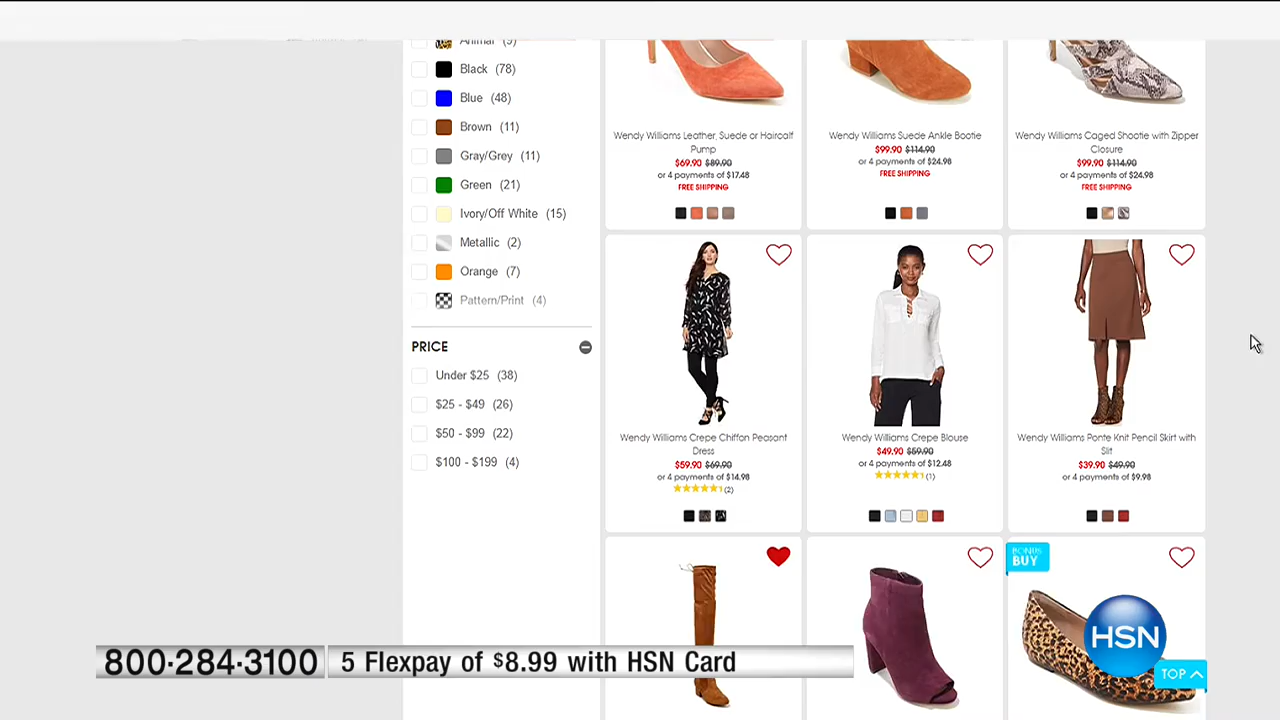 Animal (9)
Black (78)
Blue (48)
Brown (11)
Gray/Grey (11)
Green (21)
Ivory/Off White (15)
Metallic (2)
Orange (7)
Pattern/Print (4)
PRICE
Under $25 (38)
$25 - $49 (26)
$50 - $99 (22)
$100 - $199 (4)
Wendy Williams Leather, Suede or Haircalf
Pump
$69.90 $89.90
or 4 payments of $17.48
FREE SHIPPING
Wendy Williams Suede Ankle Bootie
$99.90 $114.90
or 4 payments of $24.98
FREE SHIPPING
Wendy Williams Caged Shootie with Zipper
Closure
$99.90 $114.90
or 4 payments of $24.98
FREE SHIPPING
Wendy Williams Crepe Chiffon Peasant
Dress
$59.90 $69.90
or 4 payments of $14.98
(2)
Wendy Williams Crepe Blouse
$49.90 $59.90
or 4 payments of $12.48
(1)
Wendy Williams Ponte Knit Pencil Skirt with
Slit
$39.90 $49.90
or 4 payments of $9.98
BONUS
BUY
HSN
TOP
800·284·3100
5 Flexpay of $8.99 with HSN Card